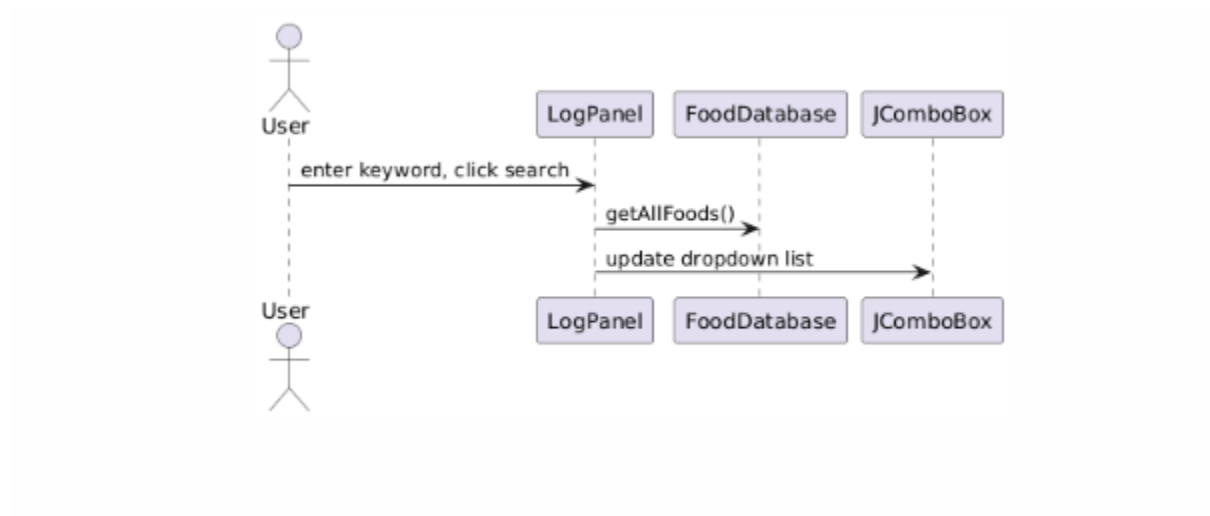 User
LogPanel
FoodDatabase
JComboBox
enter keyword, click search
getAllFoods()
update dropdown list
User
LogPanel
FoodDatabase
JComboBox